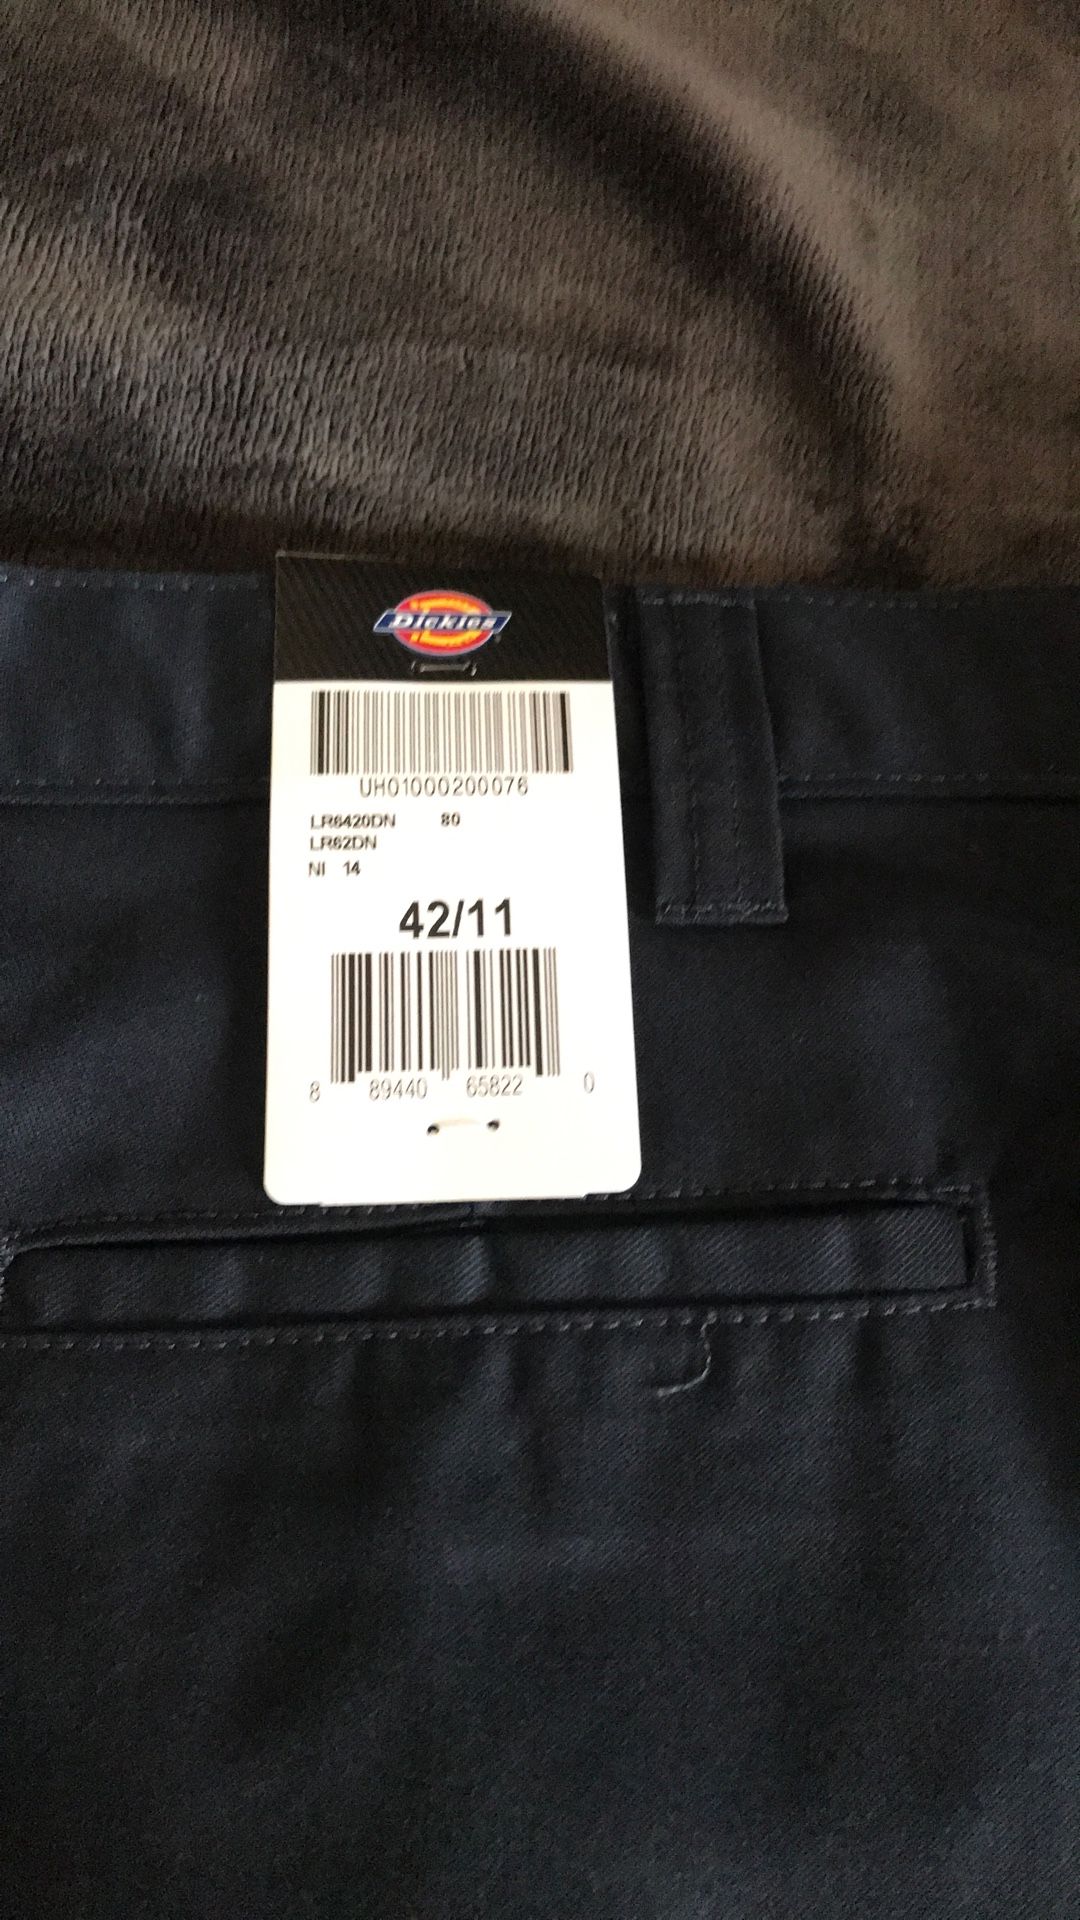 Dickies
UH01000200076
LR6420DN 80
LR62DN
NI 14
42/11
8 89440 65822 0